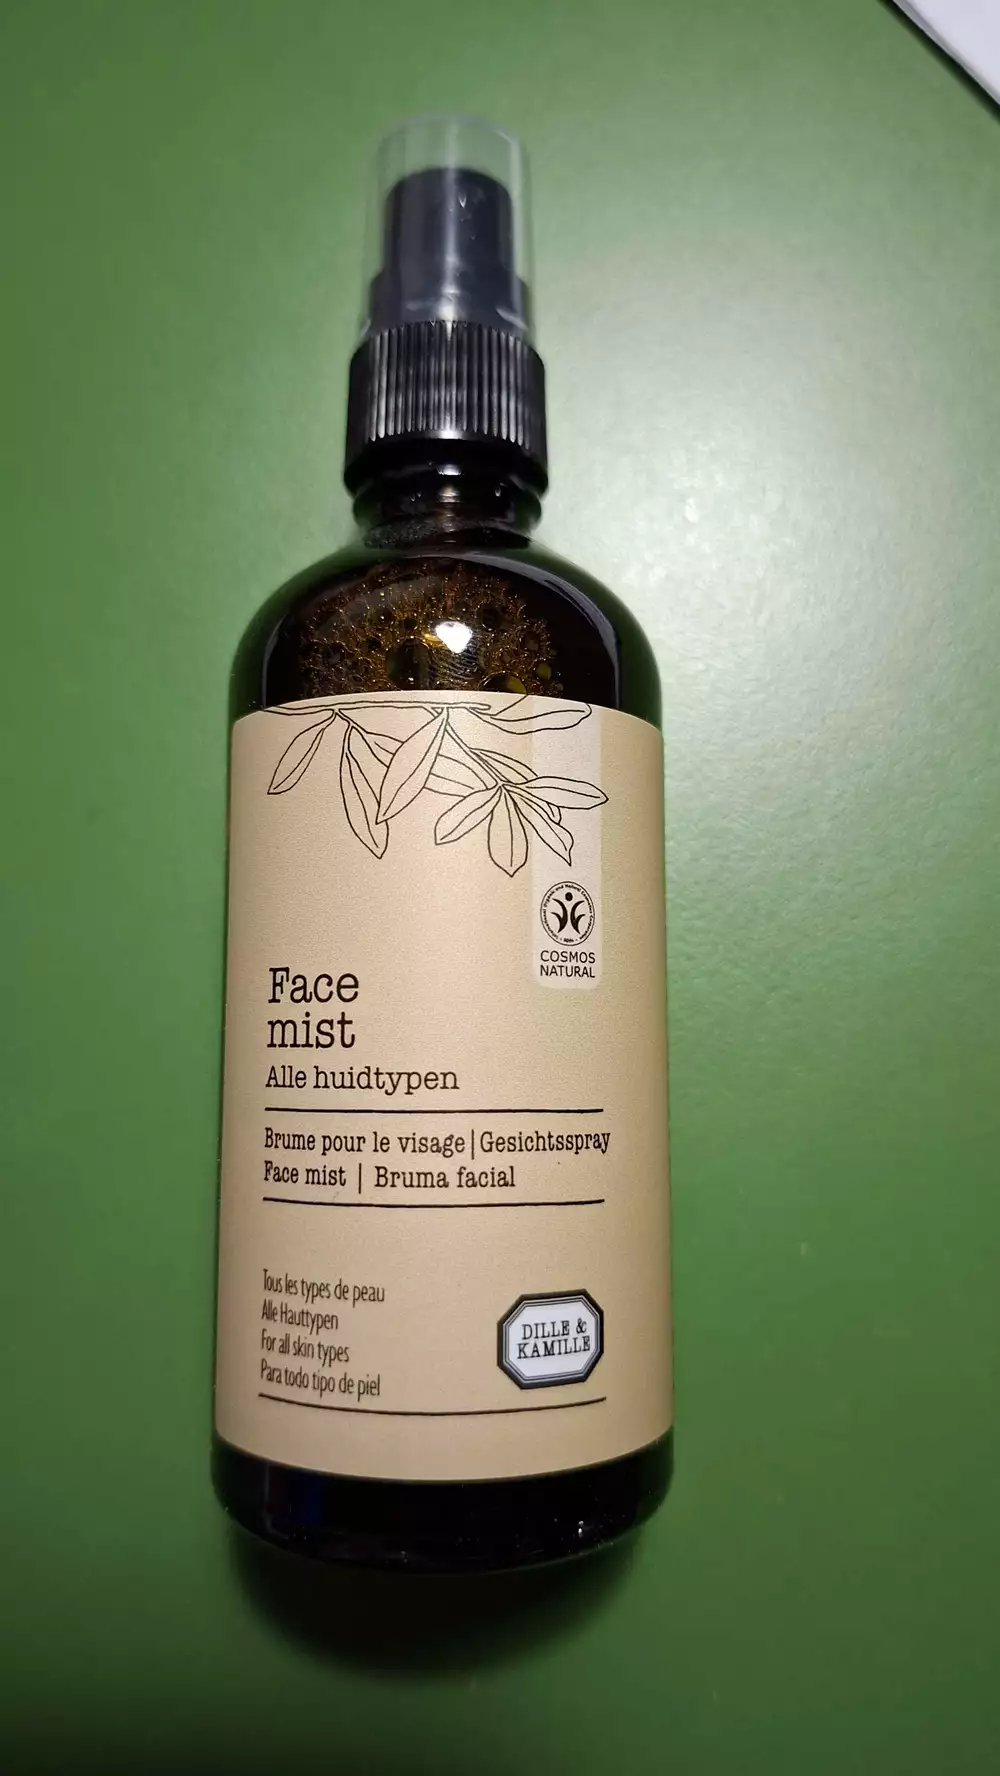 COSMOS
NATURAL
Face
mist
Alle huidtypen
Brume pour le visage|Gesichtsspray
Face mist | Bruma facial
Tous les types de peau
Alle Hauttypen
For all skin types
Para todo tipo de piel
DILLE &
KAMILLE